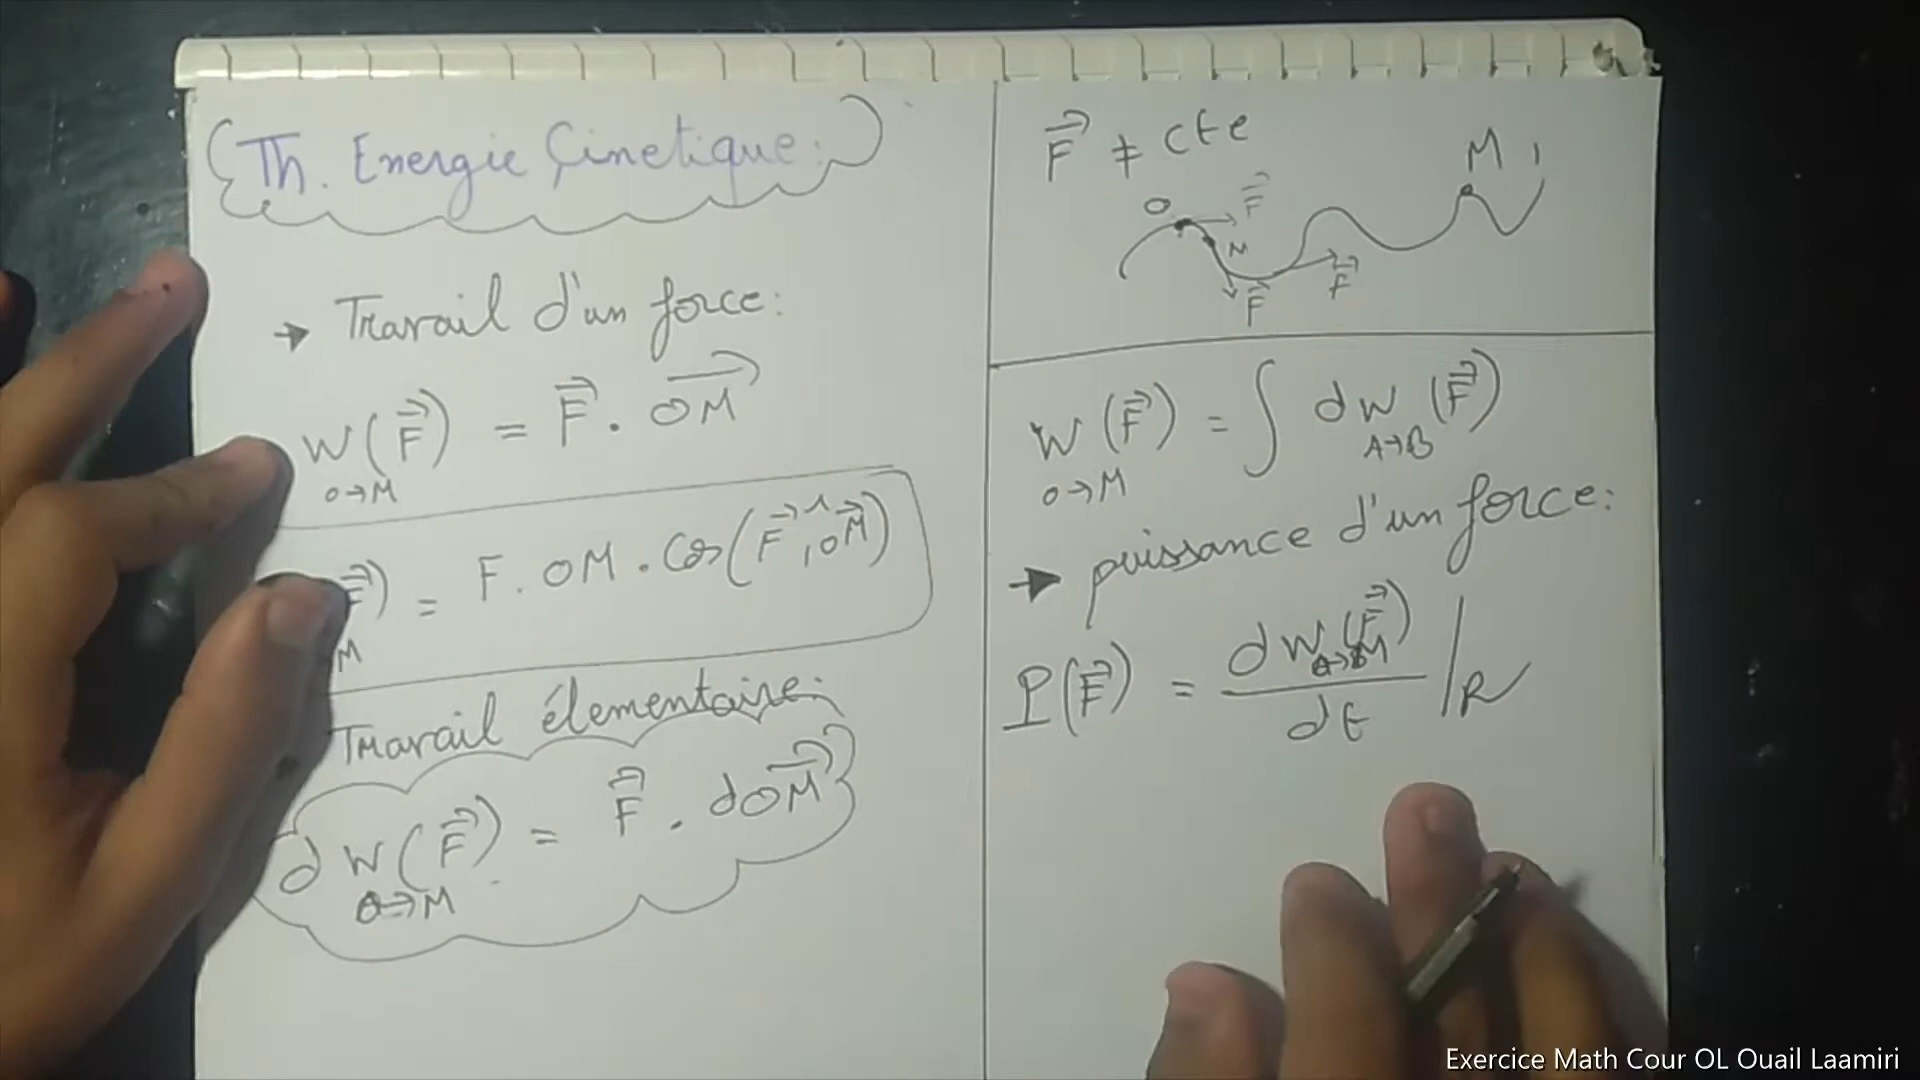 Th. Energie Çinetique:
→ Travail d'un force:
W(F⃗) = F⃗ . OM⃗
O→M
F⃗) = F . OM . Cos(F⃗, OM⃗)
M
Travail élementaire:
dW(F⃗) = F⃗ . dOM⃗
O→M
F⃗ ≠ cte
M
O F⃗
M
F⃗ F⃗
W(F⃗) = ∫ dW(F⃗)
O→M A→B
→ puissance d'un force:
P(F⃗) = dW(F⃗) / dt /R
Exercice Math Cour OL Ouail Laamiri